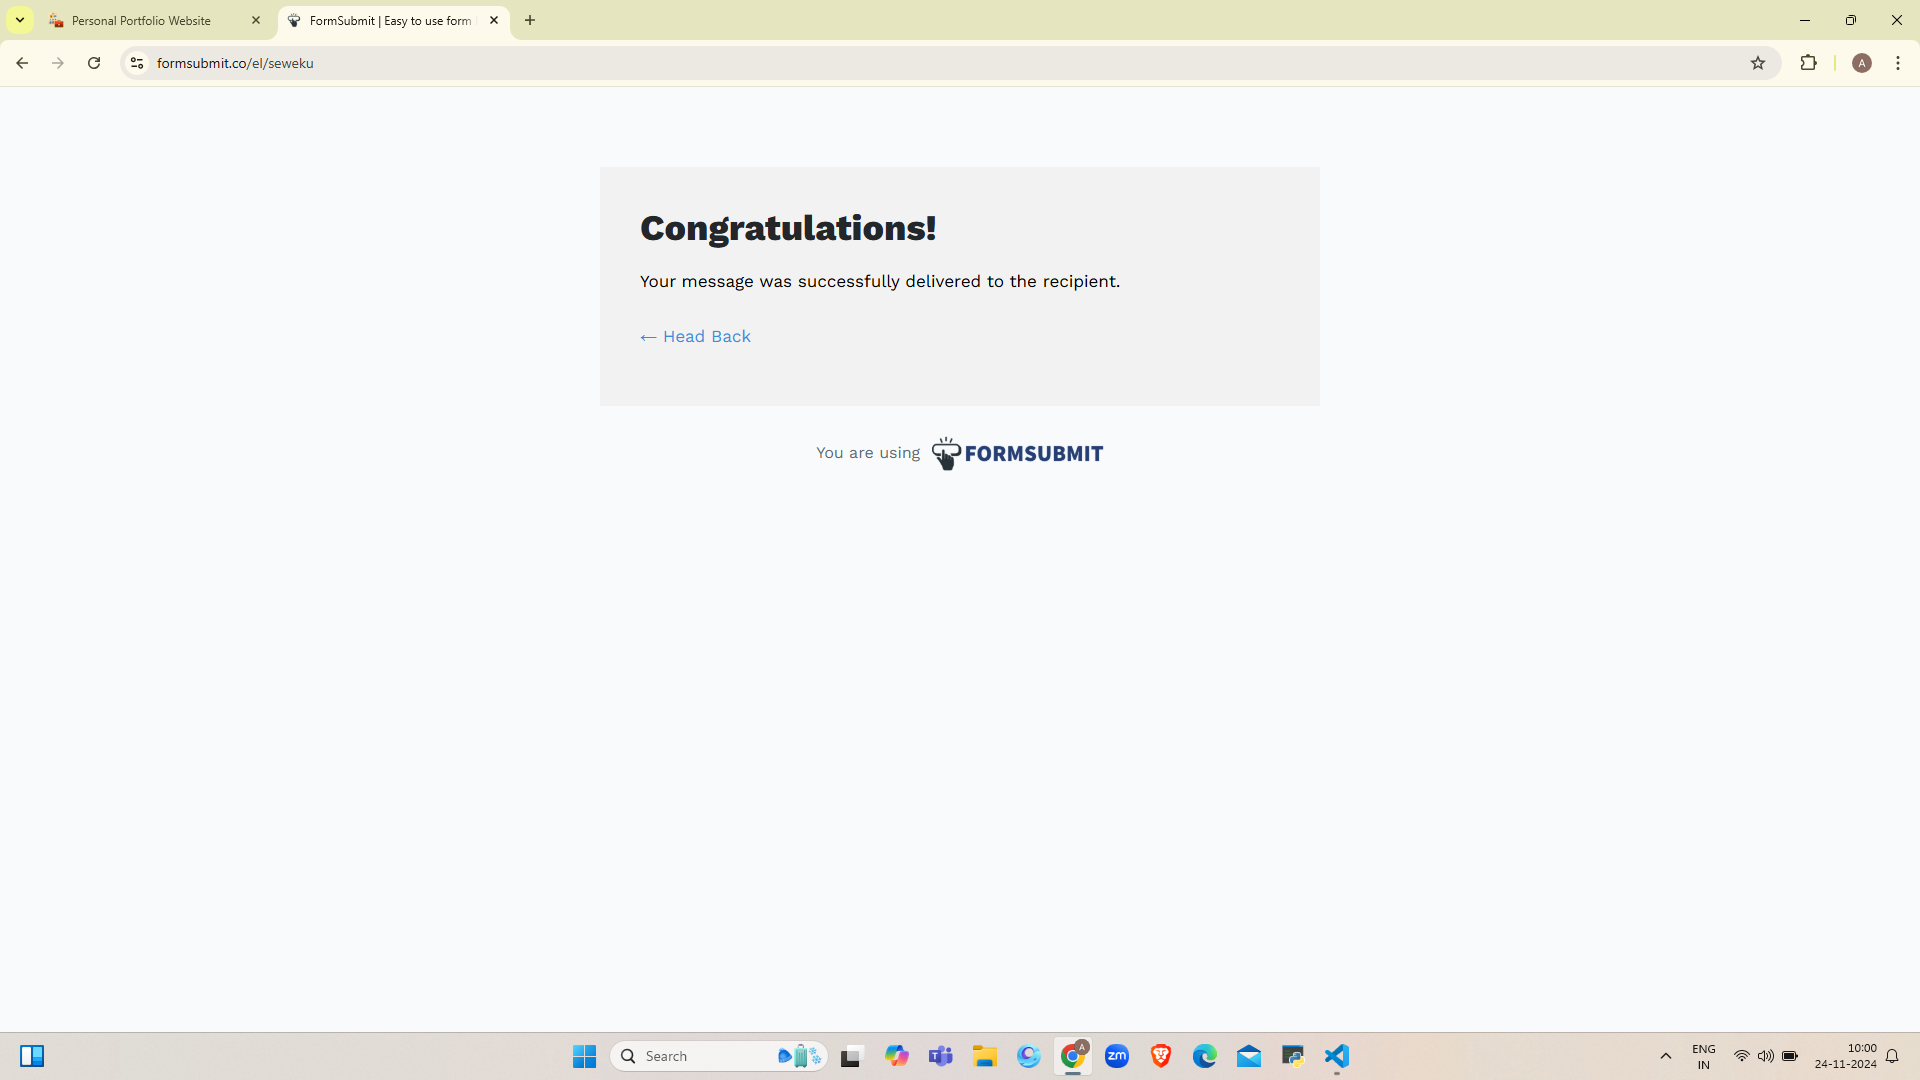 Personal Portfolio Website
FormSubmit | Easy to use form
formsubmit.co/el/seweku
A
Congratulations!
Your message was successfully delivered to the recipient.
← Head Back
You are using FORMSUBMIT
Search
A
zm
ENG
IN
10:00
24-11-2024